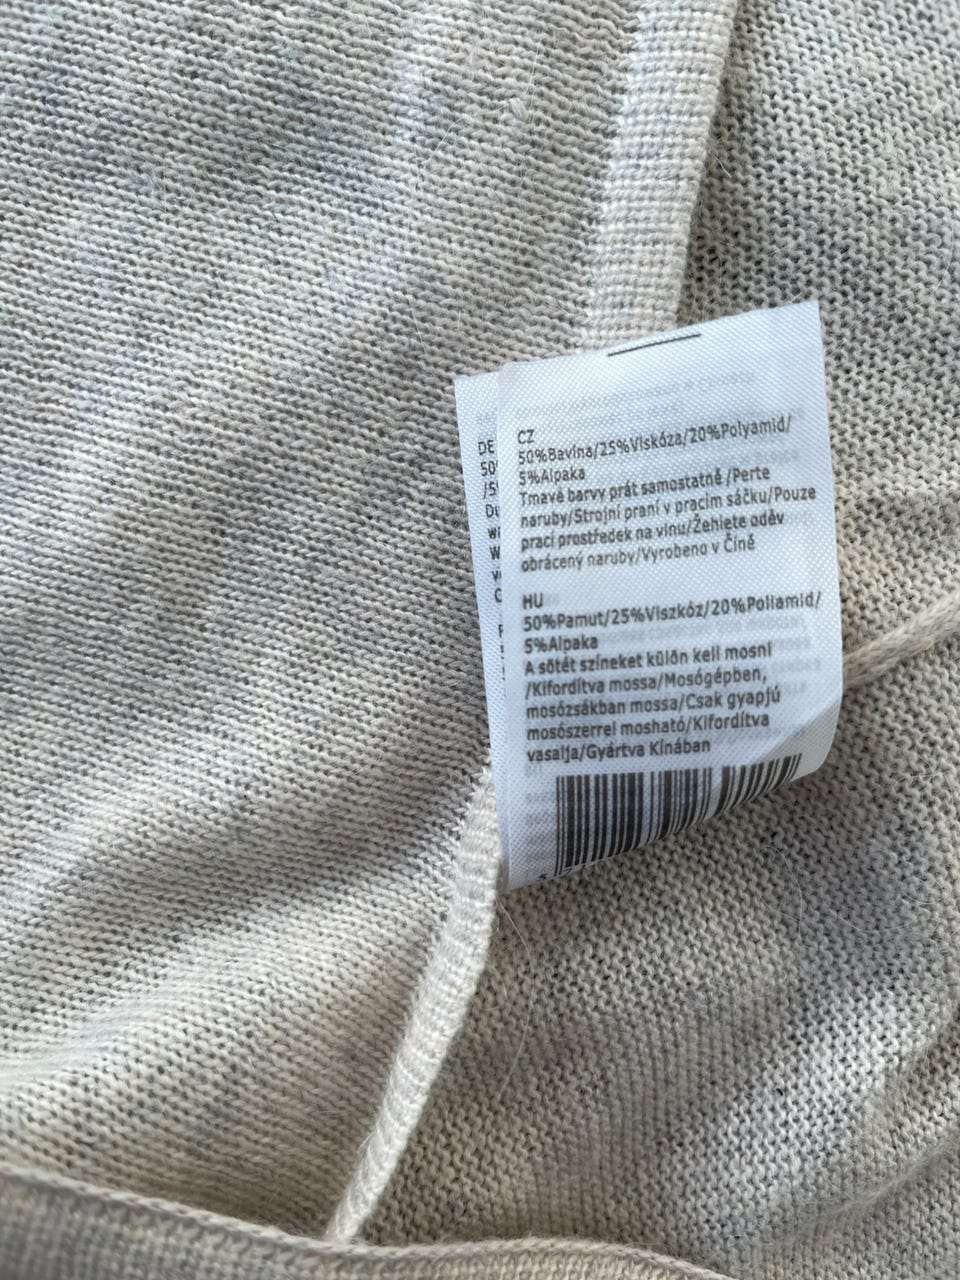 CZ
50%Bavlna/25%Viskóza/20%Polyamid/
5%Alpaka
Tmavé barvy prát samostatně /Perte
naruby/Strojní praní v pracím sáčku/Pouze
prací prostředek na vlnu/Žehlete oděv
obrácený naruby/Vyrobeno v Číně
HU
50%Pamut/25%Viszkóz/20%Poliamid/
5%Alpaka
A sötét színeket külön kell mosni
/Kifordítva mossa/Mosógépben,
mosózsákban mossa/Csak gyapjú
mosószerrel mosható/Kifordítva
vasalja/Gyártva Kínában
DE
50
/5